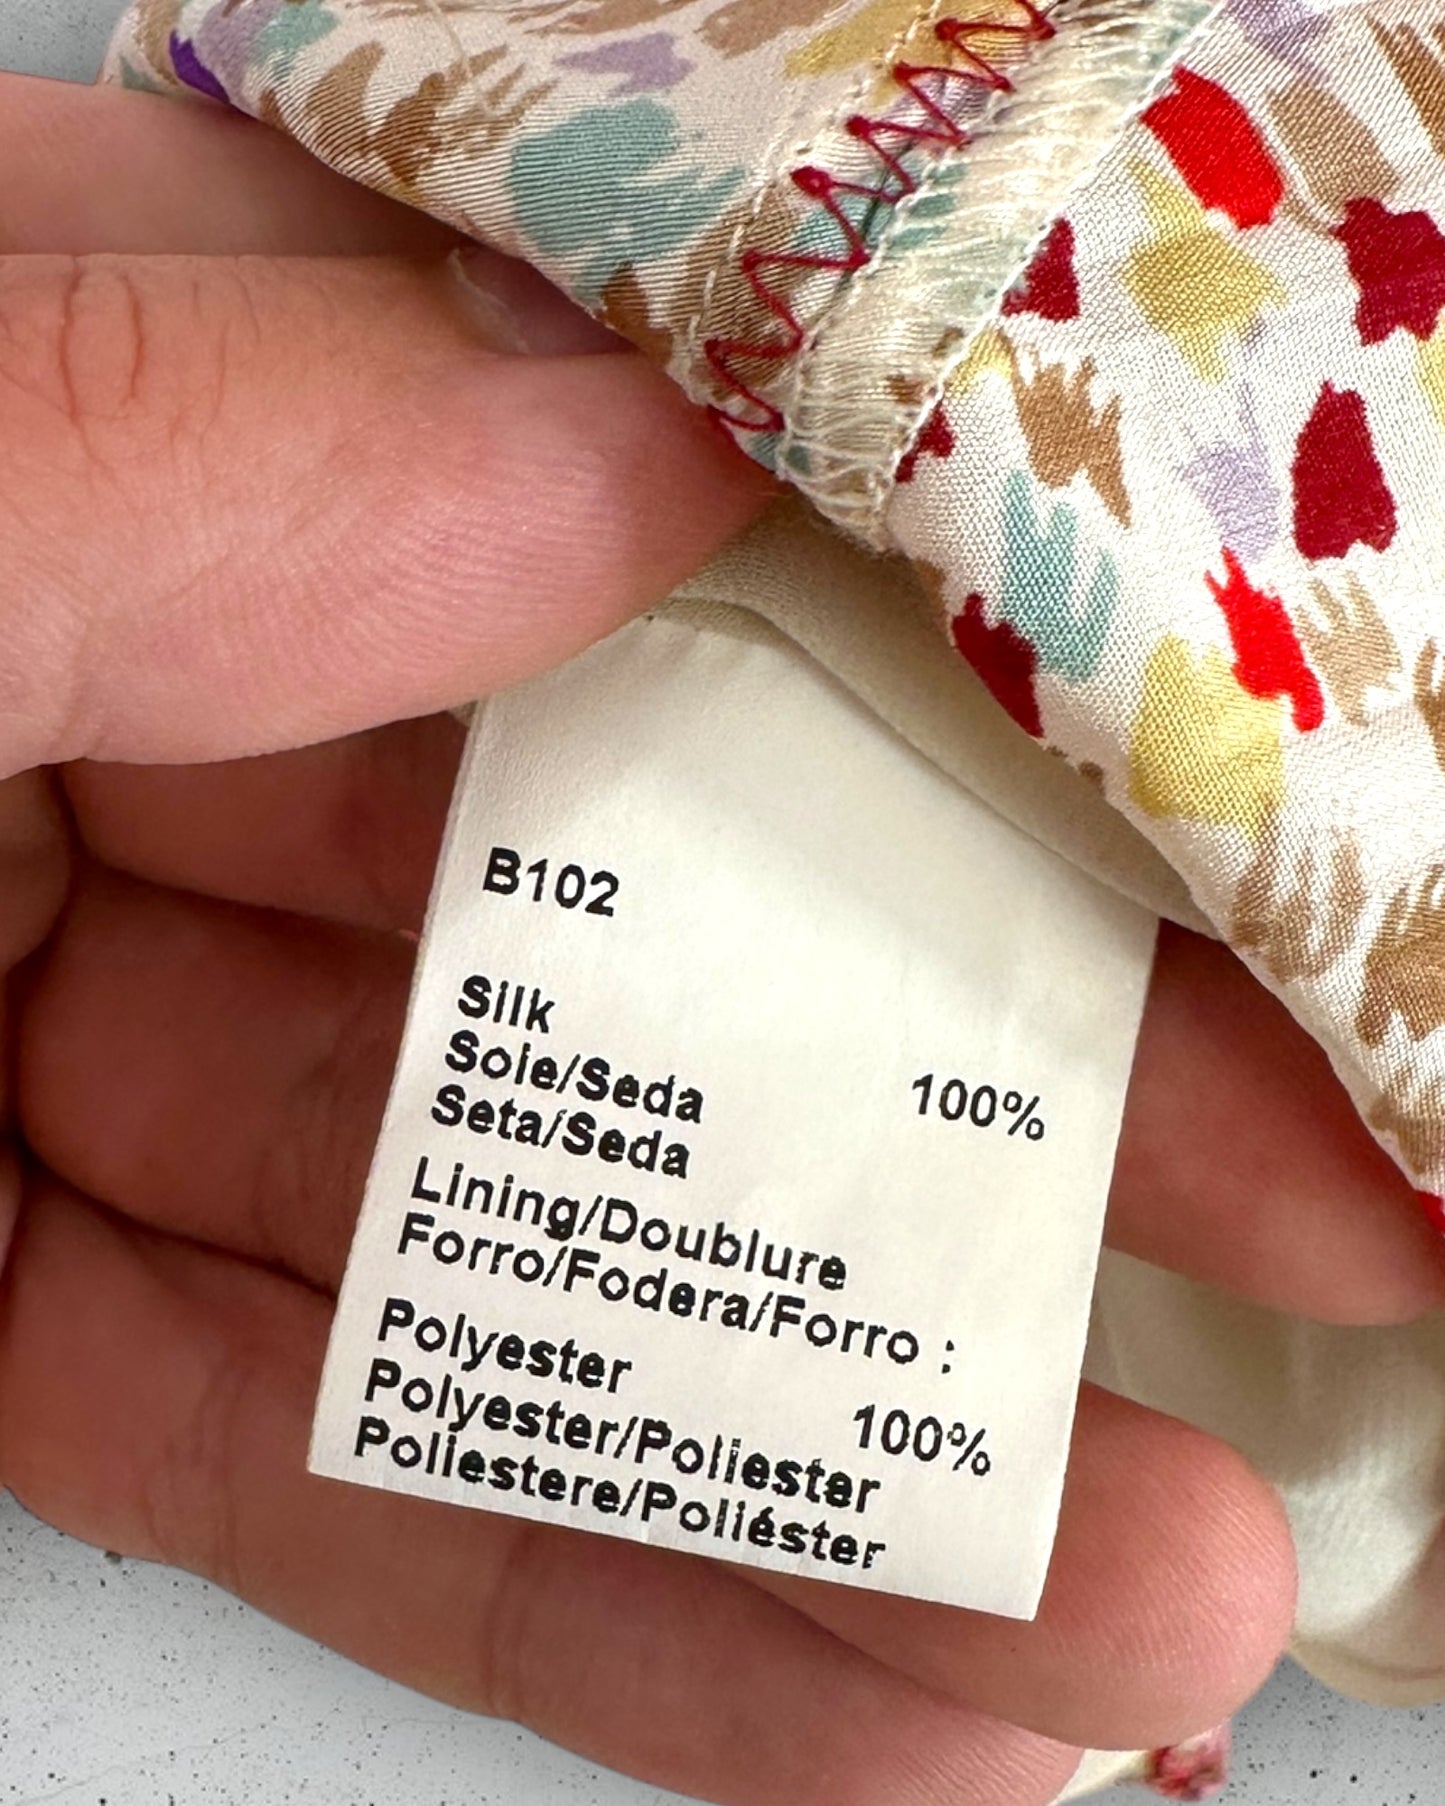 B102
Silk
Soie/Seda 100%
Seta/Seda
Lining/Doublure
Forro/Fodera/Forro :
Polyester
Polyester/Poliester 100%
Poliestere/Poliéster